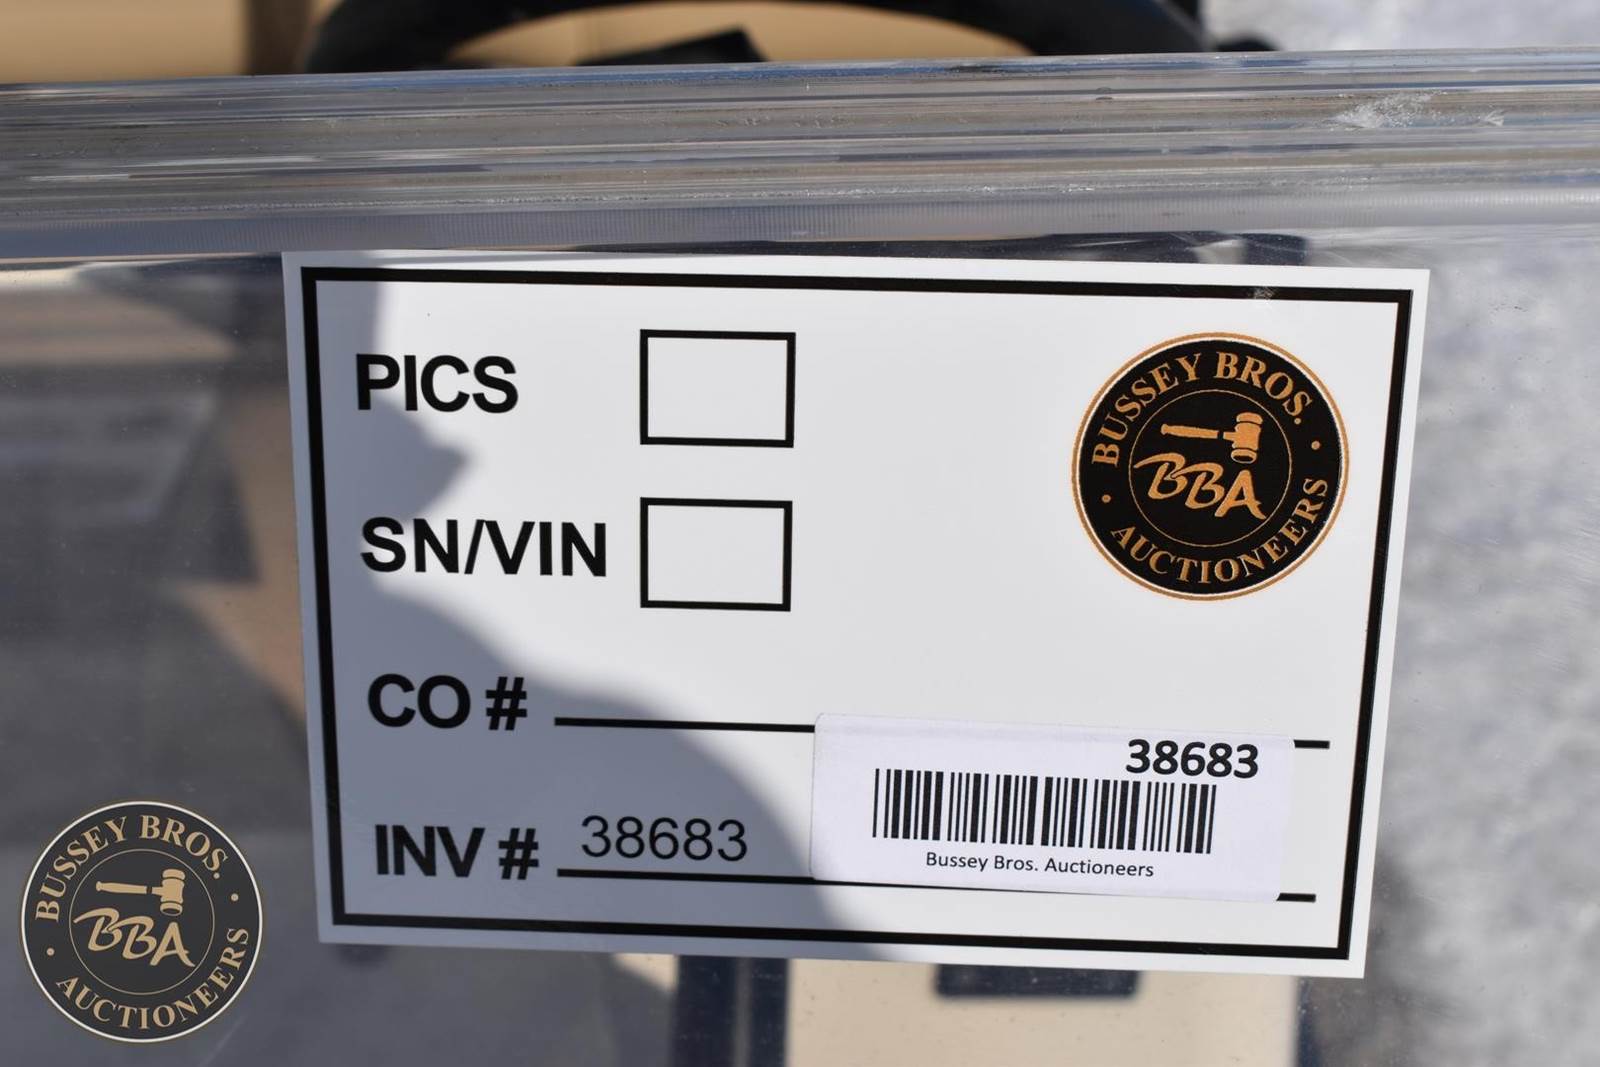 PICS
SN/VIN
CO #
INV # 38683
BUSSEY BROS.
BBA
AUCTIONEERS
38683
Bussey Bros. Auctioneers
BUSSEY BROS.
BBA
AUCTIONEERS